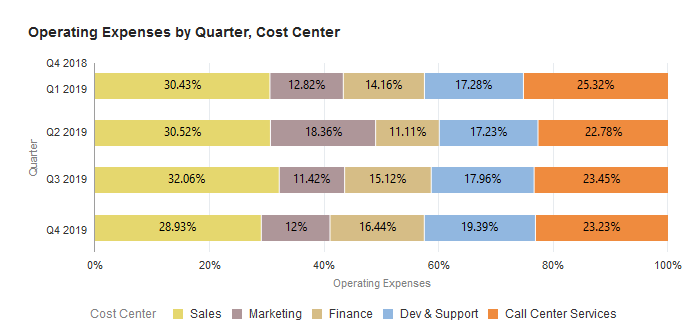 Operating Expenses by Quarter, Cost Center
Quarter
Q4 2018
Q1 2019
30.43% 12.82% 14.16% 17.28% 25.32%
Q2 2019 30.52% 18.36% 11.11% 17.23% 22.78%
Q3 2019 32.06% 11.42% 15.12% 17.96% 23.45%
Q4 2019 28.93% 12% 16.44% 19.39% 23.23%
0% 20% 40% 60% 80% 100%
Operating Expenses
Cost Center Sales Marketing Finance Dev & Support Call Center Services